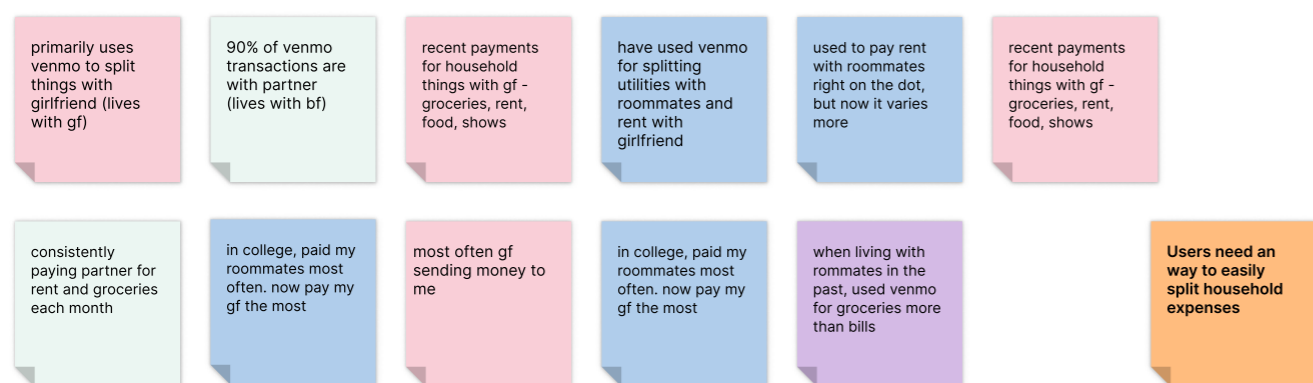 primarily uses
venmo to split
things with
girlfriend (lives
with gf)
90% of venmo
transactions are
with partner
(lives with bf)
recent payments
for household
things with gf -
groceries, rent,
food, shows
have used venmo
for splitting
utilities with
roommates and
rent with
girlfriend
used to pay rent
with roommates
right on the dot,
but now it varies
more
recent payments
for household
things with gf -
groceries, rent,
food, shows
consistently
paying partner for
rent and groceries
each month
in college, paid my
roommates most
often. now pay my
gf the most
most often gf
sending money to
me
in college, paid my
roommates most
often. now pay my
gf the most
when living with
rommates in the
past, used venmo
for groceries more
than bills
Users need an
way to easily
split household
expenses